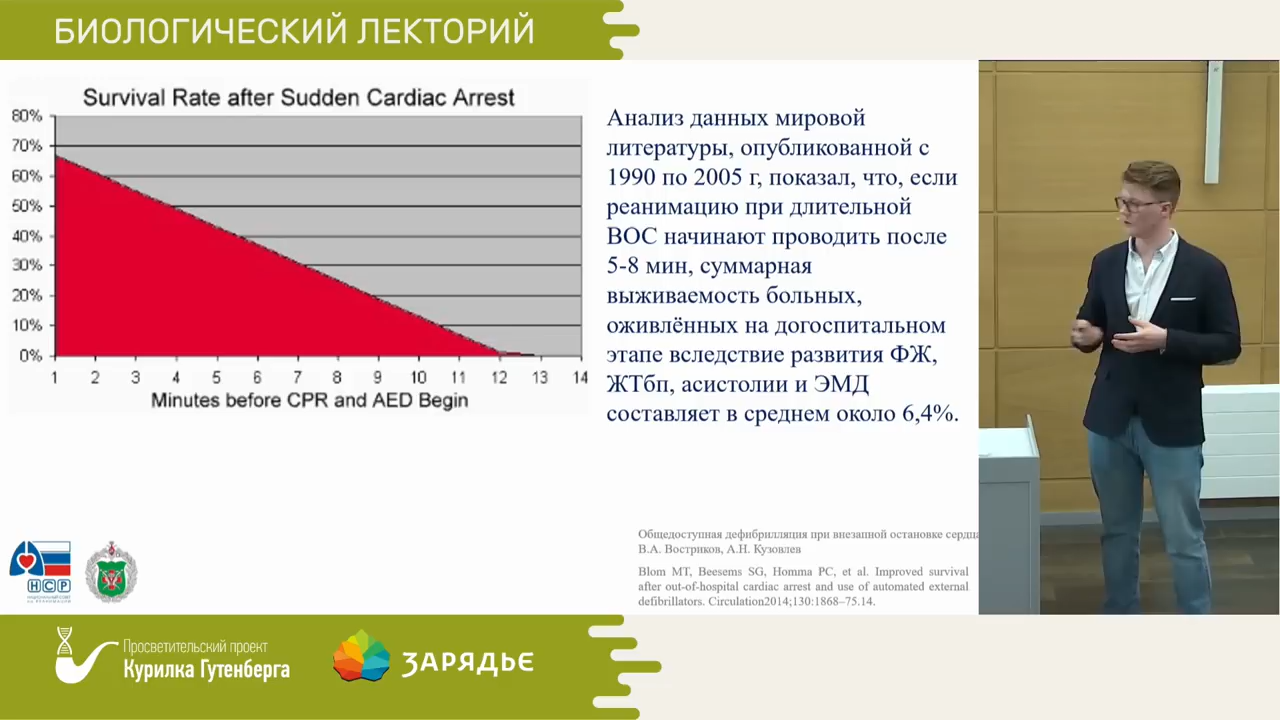 БИОЛОГИЧЕСКИЙ ЛЕКТОРИЙ
Survival Rate after Sudden Cardiac Arrest
80%
70%
60%
50%
40%
30%
20%
10%
0%
1 2 3 4 5 6 7 8 9 10 11 12 13 14
Minutes before CPR and AED Begin
Анализ данных мировой
литературы, опубликованной с
1990 по 2005 г, показал, что, если
реанимацию при длительной
ВОС начинают проводить после
5-8 мин, суммарная
выживаемость больных,
оживлённых на догоспитальном
этапе вследствие развития ФЖ,
ЖТбп, асистолии и ЭМД
составляет в среднем около 6,4%.
Общедоступная дефибрилляция при внезапной остановке сердца
В.А. Востриков, А.Н. Кузовлев
Blom MT, Beesems SG, Homma PC, et al. Improved survival
after out-of-hospital cardiac arrest and use of automated external
defibrillators. Circulation2014;130:1868–75.14.
НСР
Просветительский проект
Курилка Гутенберга
ЗАРЯДЬЕ